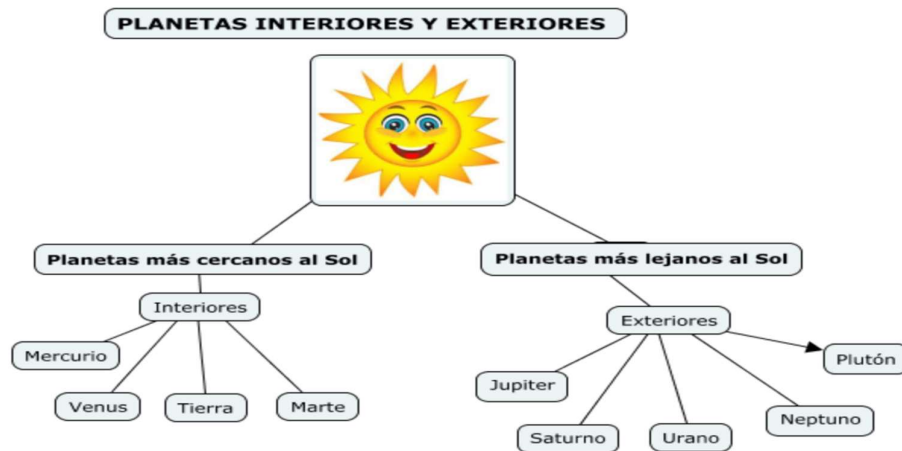 PLANETAS INTERIORES Y EXTERIORES
Planetas más cercanos al Sol
Interiores
Mercurio
Venus
Tierra
Marte
Planetas más lejanos al Sol
Exteriores
Jupiter
Saturno
Urano
Neptuno
Plutón